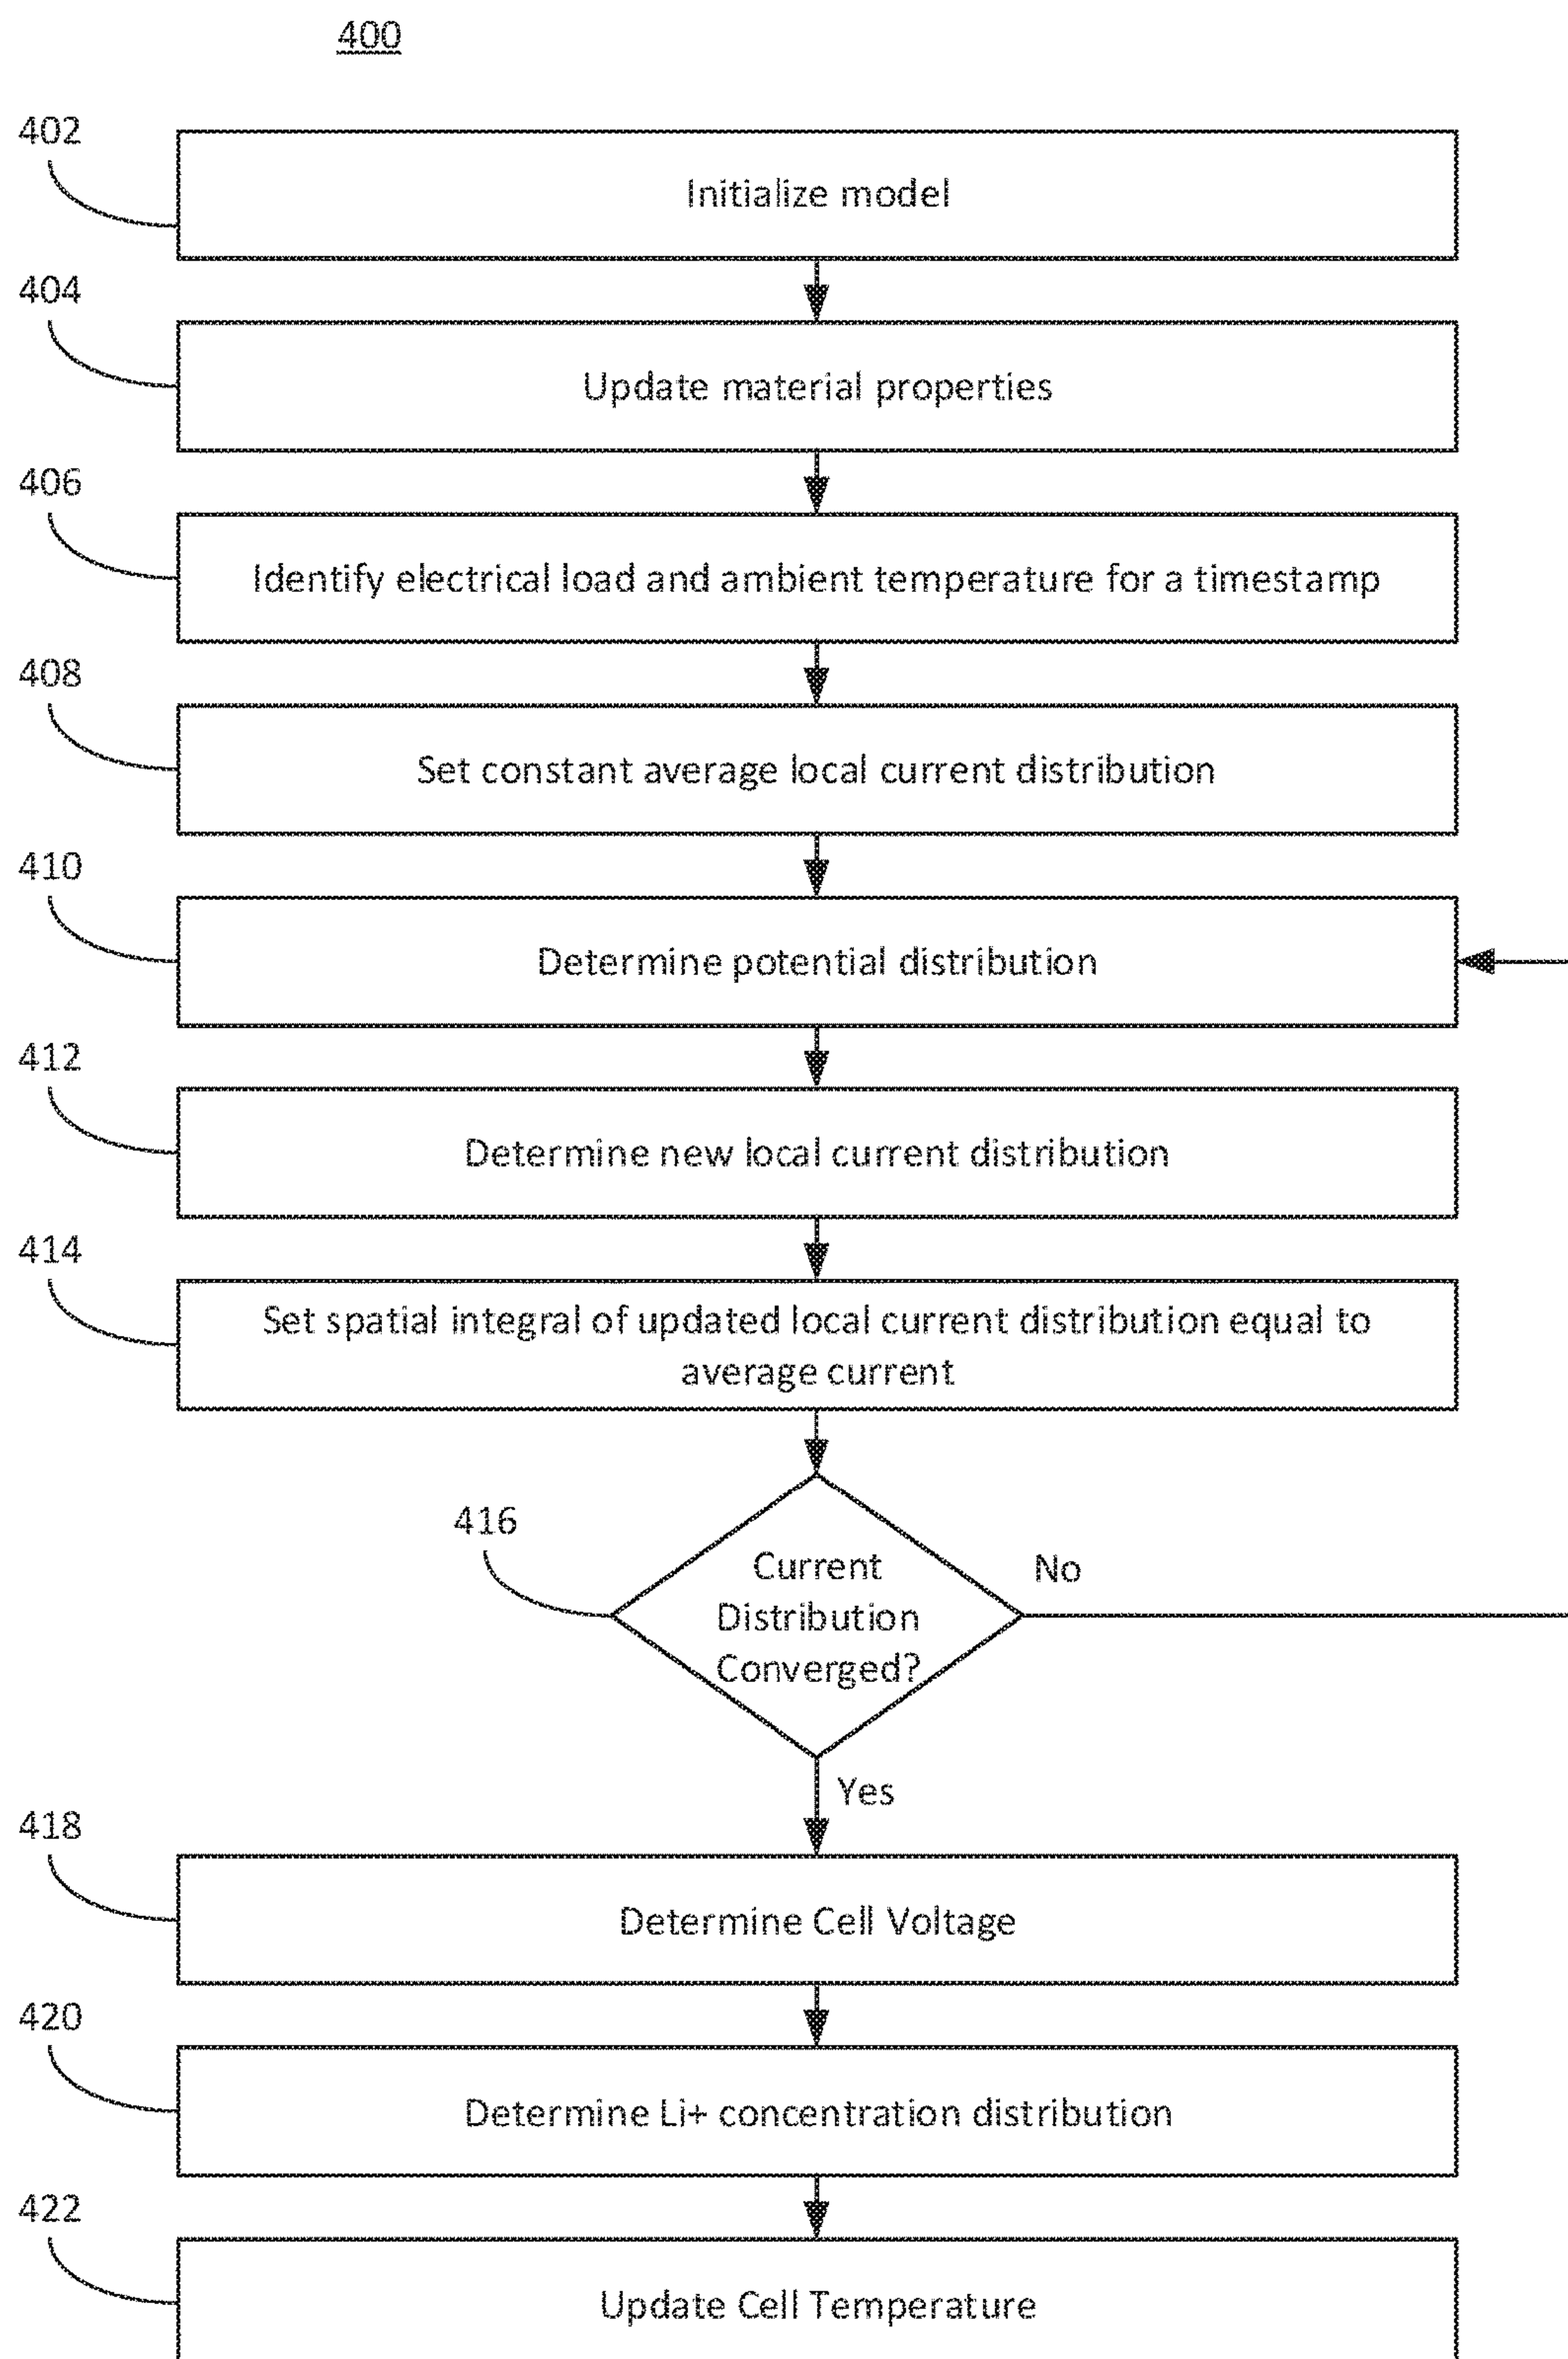 400
402
Initialize model
404
Update material properties
406
Identify electrical load and ambient temperature for a timestamp
408
Set constant average local current distribution
410
Determine potential distribution
412
Determine new local current distribution
414
Set spatial integral of updated local current distribution equal to
average current
416
Current
Distribution
Converged?
No
Yes
418
Determine Cell Voltage
420
Determine Li+ concentration distribution
422
Update Cell Temperature